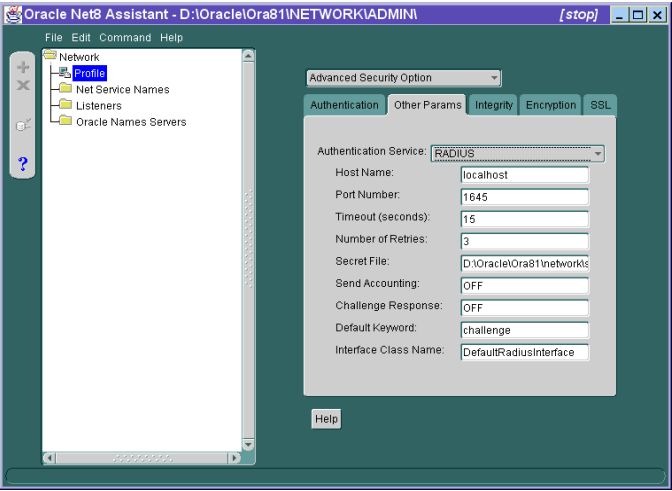 Oracle Net8 Assistant - D:\Oracle\Ora81\NETWORK\ADMIN\ [stop]
File Edit Command Help
Network
Profile
Net Service Names
Listeners
Oracle Names Servers
?
Advanced Security Option
Authentication Other Params Integrity Encryption SSL
Authentication Service: RADIUS
Host Name: localhost
Port Number: 1645
Timeout (seconds): 15
Number of Retries: 3
Secret File: D:\Oracle\Ora81\network\s
Send Accounting: OFF
Challenge Response: OFF
Default Keyword: challenge
Interface Class Name: DefaultRadiusInterface
Help